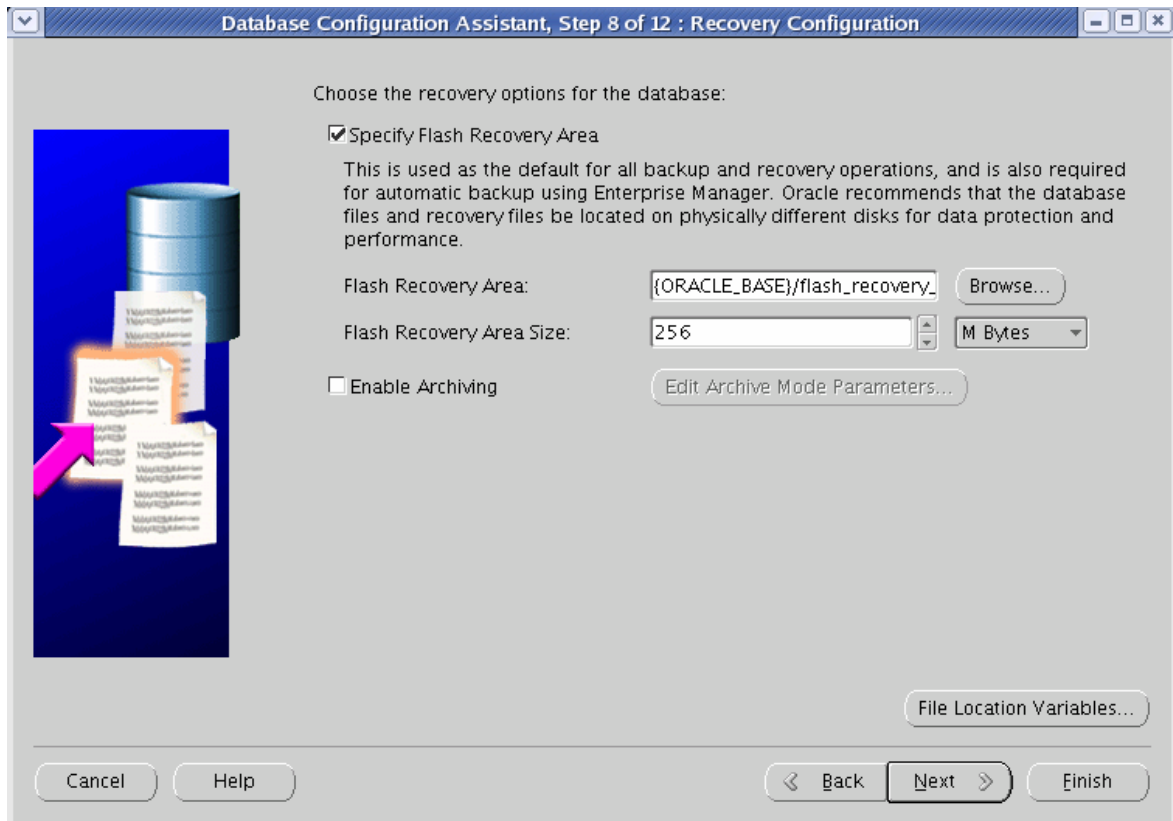 Database Configuration Assistant, Step 8 of 12 : Recovery Configuration
Choose the recovery options for the database:
Specify Flash Recovery Area
This is used as the default for all backup and recovery operations, and is also required
for automatic backup using Enterprise Manager. Oracle recommends that the database
files and recovery files be located on physically different disks for data protection and
performance.
Flash Recovery Area: {ORACLE_BASE}/flash_recovery_ Browse...
Flash Recovery Area Size: 256 M Bytes
Enable Archiving Edit Archive Mode Parameters...
File Location Variables...
Cancel Help Back Next Finish